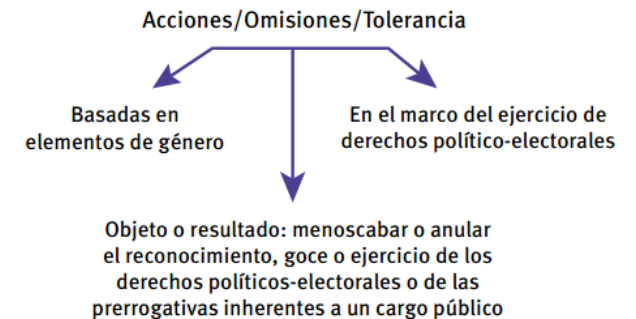 Acciones/Omisiones/Tolerancia
Basadas en
elementos de género
En el marco del ejercicio de
derechos político-electorales
Objeto o resultado: menoscabar o anular
el reconocimiento, goce o ejercicio de los
derechos políticos-electorales o de las
prerrogativas inherentes a un cargo público